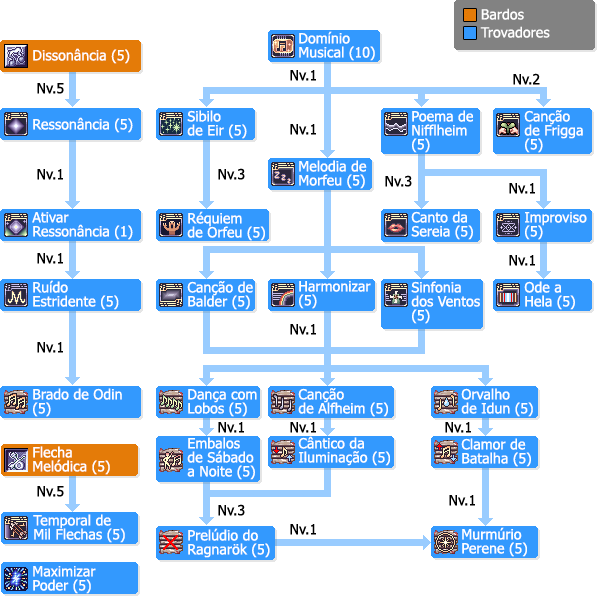 Bardos
Trovadores
Domínio
Musical (10)
Dissonância (5)
Nv.1
Nv.2
Nv.5
Ressonância (5)
Sibilo
de Eir (5)
Nv.1
Poema de
Nifflheim
(5)
Canção
de Frigga
(5)
Nv.1
Nv.3
Melodia de
Morfeu (5)
Nv.3
Nv.1
Ativar
Ressonância (1)
Réquiem
de Orfeu (5)
Canto da
Sereia (5)
Improviso
(5)
Nv.1
Nv.1
Ruído
Estridente (5)
Canção de
Balder (5)
Harmonizar
(5)
Sinfonia
dos Ventos
(5)
Ode a
Hela (5)
Nv.1
Nv.1
Brado de Odin
(5)
Dança com
Lobos (5)
Canção
de Alfheim (5)
Orvalho
de Idun (5)
Nv.1
Nv.1
Nv.1
Flecha
Melódica (5)
Embalos
de Sábado
a Noite (5)
Cântico da
Iluminação (5)
Clamor de
Batalha (5)
Nv.5
Nv.3
Nv.1
Temporal de
Mil Flechas (5)
Prelúdio do
Ragnarök (5)
Nv.1
Murmúrio
Perene (5)
Maximizar
Poder (5)